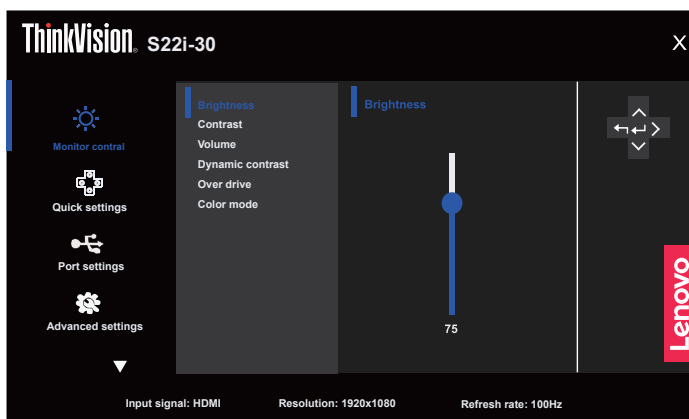 ThinkVision® S22i-30
X
Monitor contral
Quick settings
Port settings
Advanced settings
Brightness
Contrast
Volume
Dynamic contrast
Over drive
Color mode
Brightness
75
Lenovo
Input signal: HDMI Resolution: 1920x1080 Refresh rate: 100Hz